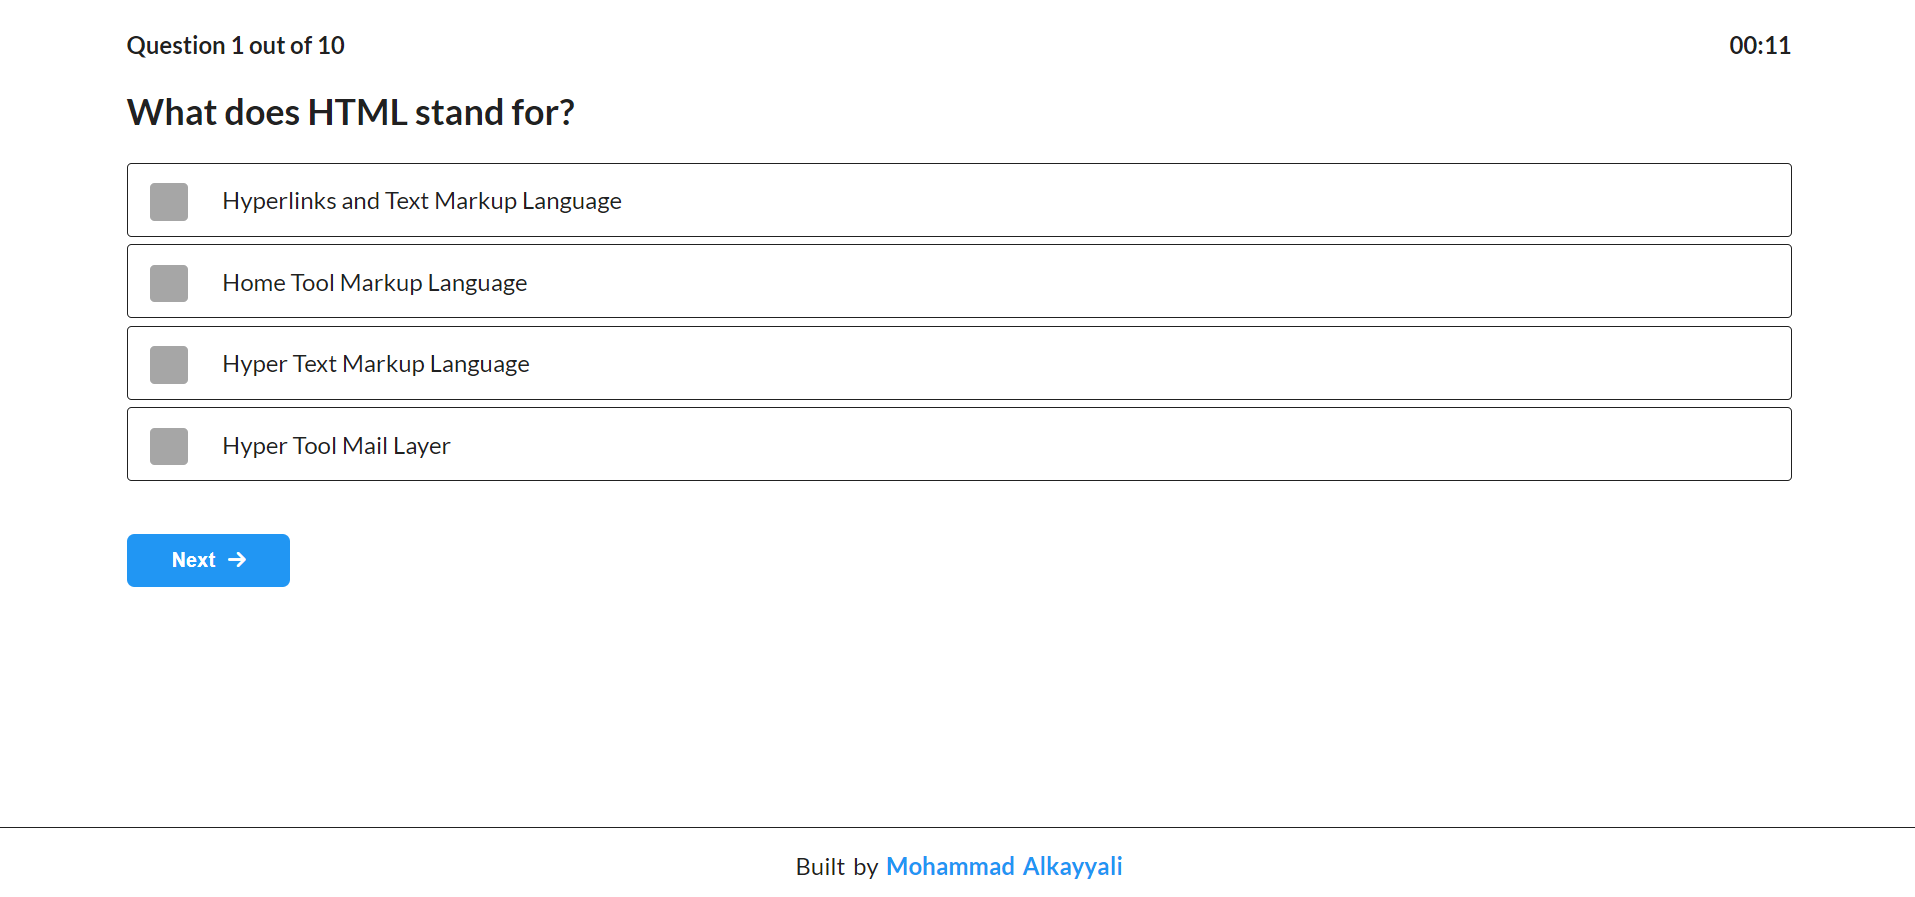 Question 1 out of 10
00:11
What does HTML stand for?
Hyperlinks and Text Markup Language
Home Tool Markup Language
Hyper Text Markup Language
Hyper Tool Mail Layer
Next →
Built by Mohammad Alkayyali